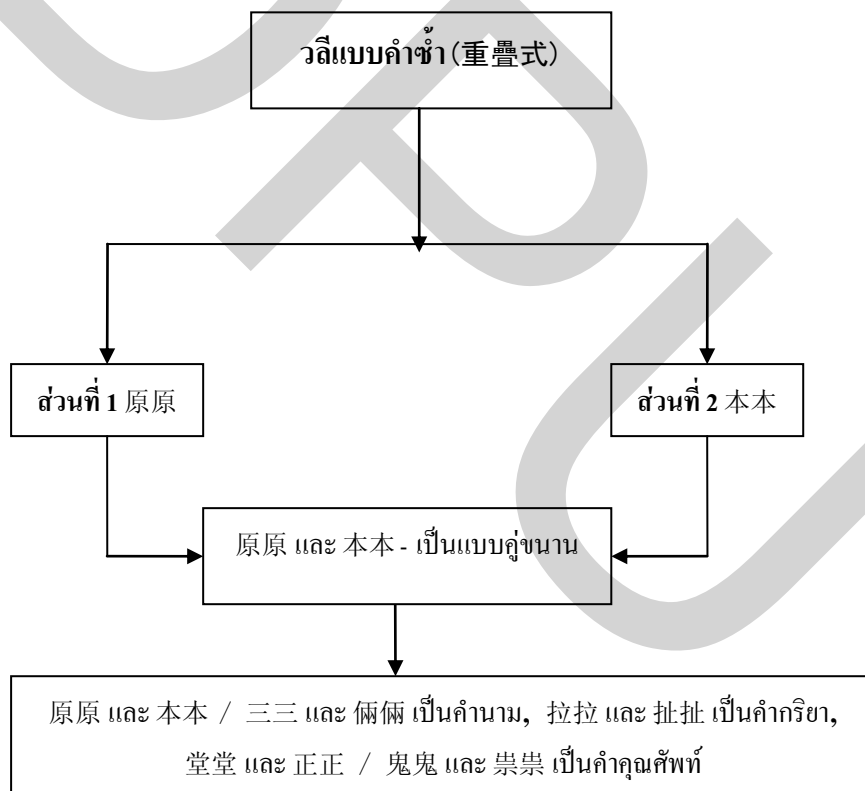 วลีแบบคำซ้ำ(重疊式)
ส่วนที่ 1 原原
ส่วนที่ 2 本本
原原 และ 本本 - เป็นแบบคู่ขนาน
原原 และ 本本 / 三三 และ 倆倆 เป็นคำนาม, 拉拉 และ 扯扯 เป็นคำกริยา,
堂堂 และ 正正 / 鬼鬼 และ 祟祟 เป็นคำคุณศัพท์